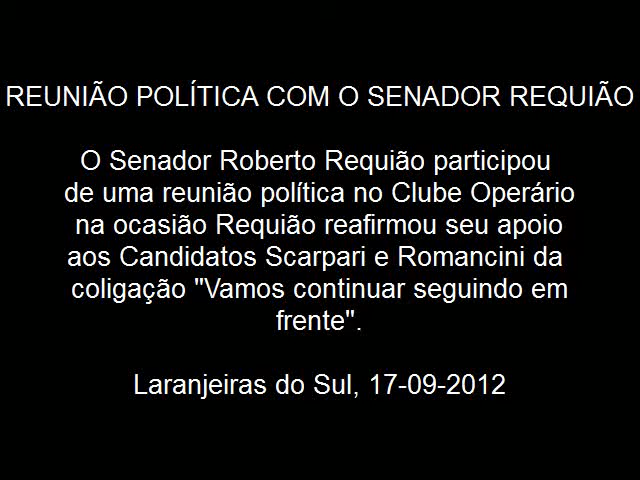 REUNIÃO POLÍTICA COM O SENADOR REQUIÃO
O Senador Roberto Requião participou
de uma reunião política no Clube Operário
na ocasião Requião reafirmou seu apoio
aos Candidatos Scarpari e Romancini da
coligação "Vamos continuar seguindo em
frente".
Laranjeiras do Sul, 17-09-2012